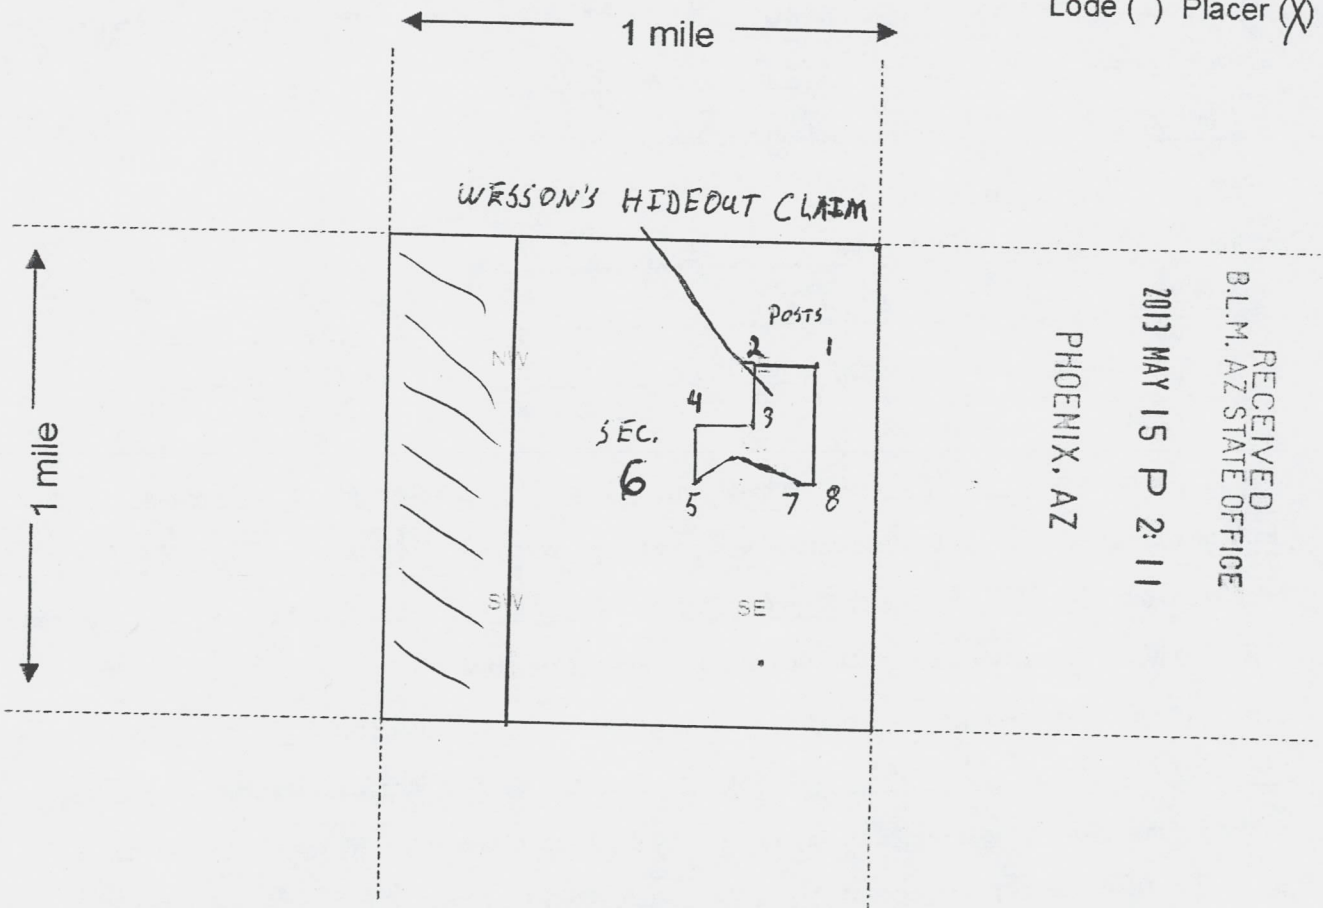 Lode ( ) Placer (X)
1 mile
WESSON'S HIDEOUT CLAIM
POSTS
2 1
NW
4 3
SEC.
6
5 7 8
1 mile
SW
SE
RECEIVED
B.L.M. AZ STATE OFFICE
2013 MAY 15 P 2:11
PHOENIX, AZ